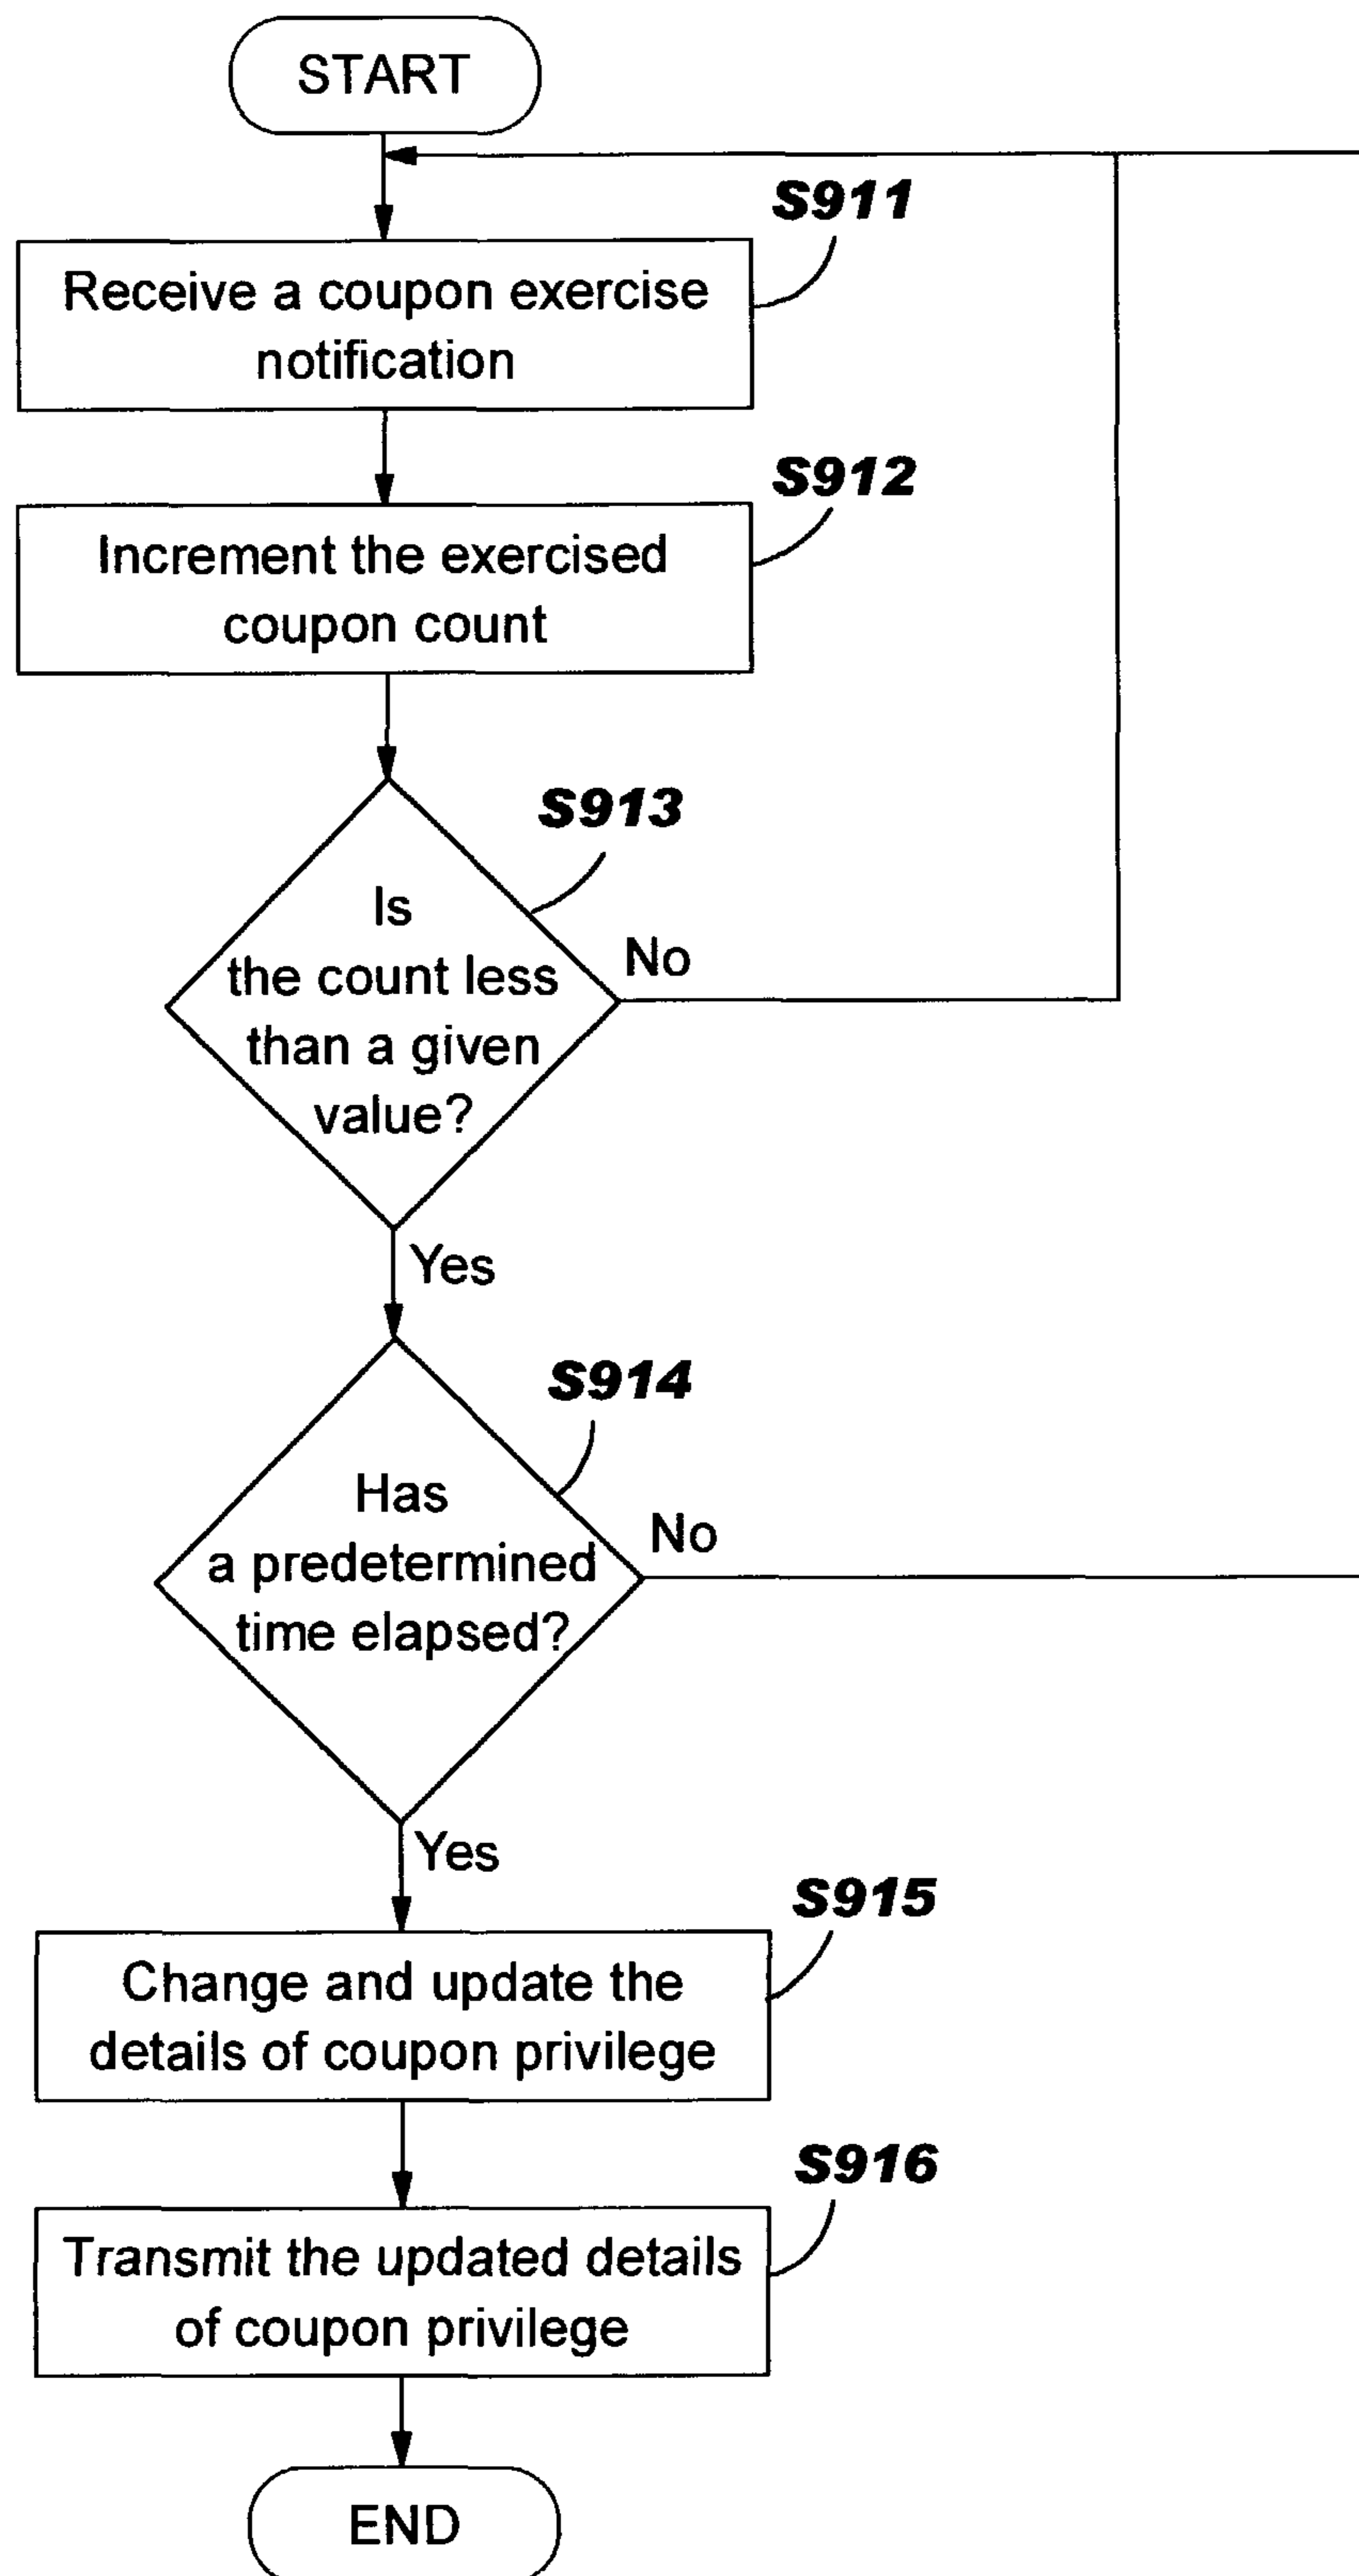 START
S911
Receive a coupon exercise
notification
S912
Increment the exercised
coupon count
S913
Is
the count less
than a given
value?
No
Yes
S914
Has
a predetermined
time elapsed?
No
Yes
S915
Change and update the
details of coupon privilege
S916
Transmit the updated details
of coupon privilege
END